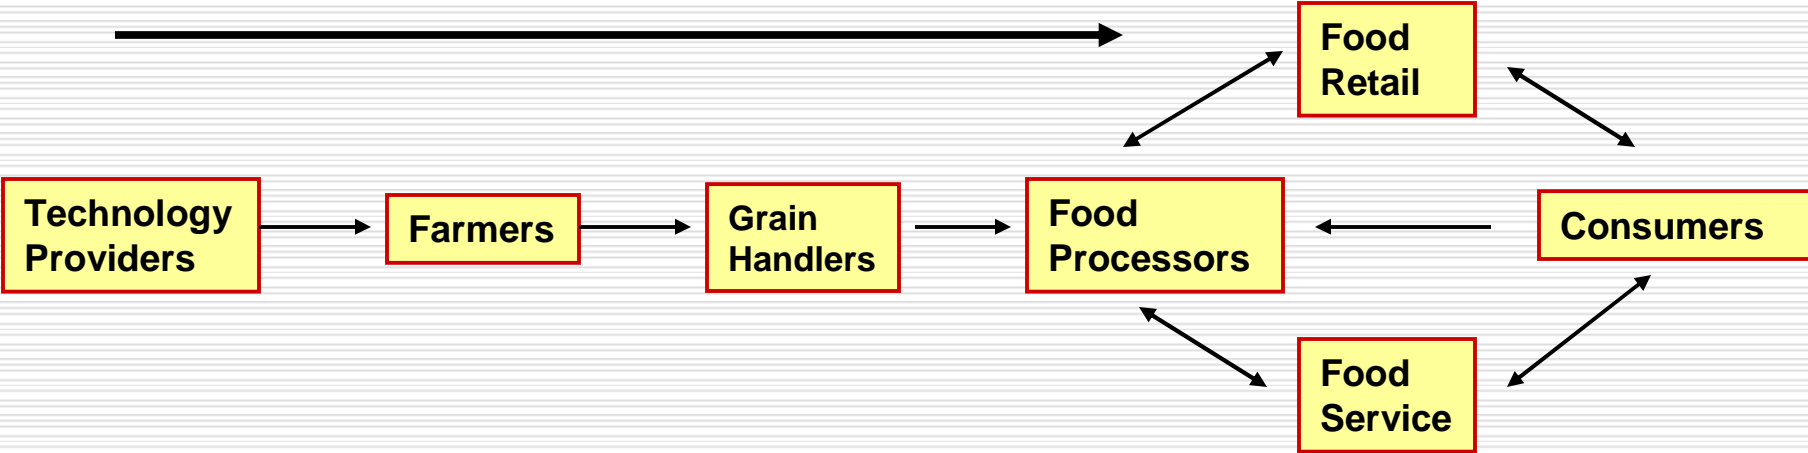 Food
Retail
Technology
Providers
Farmers
Grain
Handlers
Food
Processors
Consumers
Food
Service